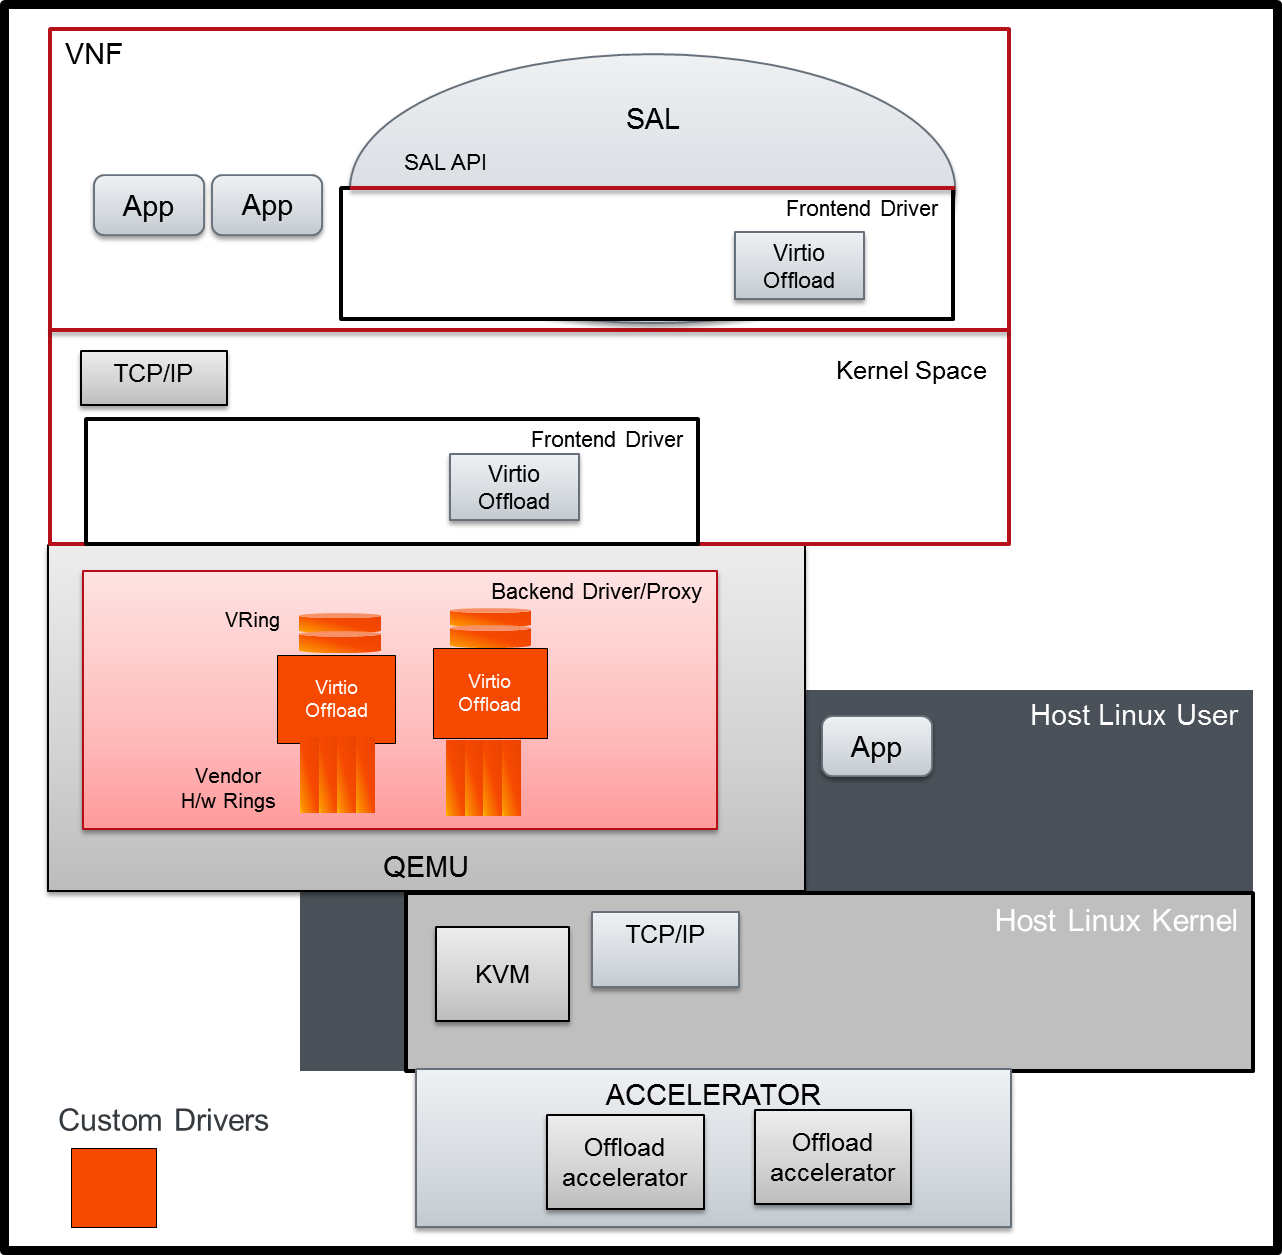 VNF
SAL
SAL API
App
App
Frontend Driver
Virtio
Offload
TCP/IP
Kernel Space
Frontend Driver
Virtio
Offload
Backend Driver/Proxy
VRing
Virtio
Offload
Virtio
Offload
Vendor
H/w Rings
QEMU
Host Linux User
App
Host Linux Kernel
KVM
TCP/IP
ACCELERATOR
Offload
accelerator
Offload
accelerator
Custom Drivers